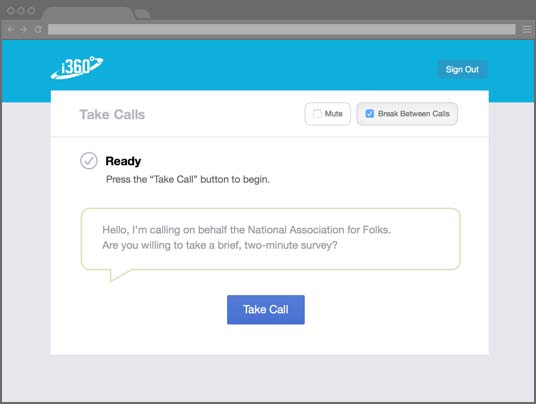 i360°
Sign Out
Take Calls
Mute
Break Between Calls
Ready
Press the “Take Call” button to begin.
Hello, I’m calling on behalf the National Association for Folks.
Are you willing to take a brief, two-minute survey?
Take Call